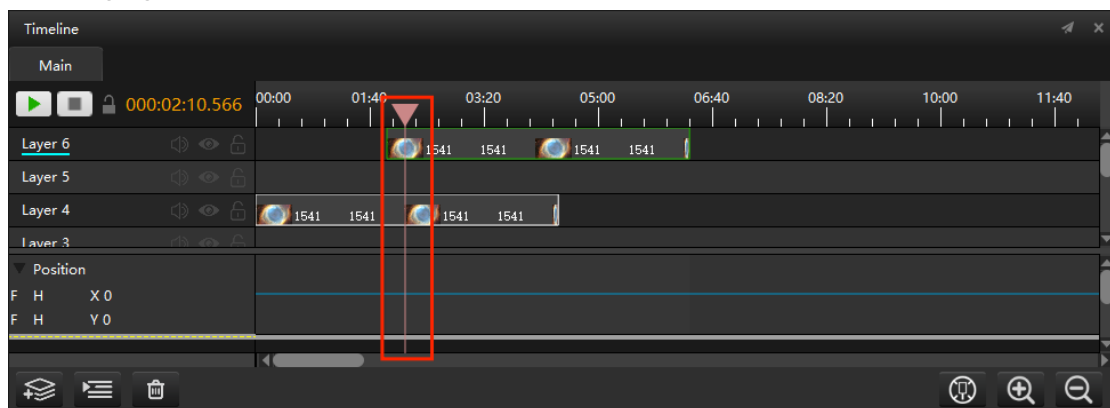 Timeline
Main
000:02:10.566
00:00 01:40 03:20 05:00 06:40 08:20 10:00 11:40
Layer 6 1541 1541 1541 1541
Layer 5
Layer 4 1541 1541 1541 1541
Layer 3
Position
F H X 0
F H Y 0